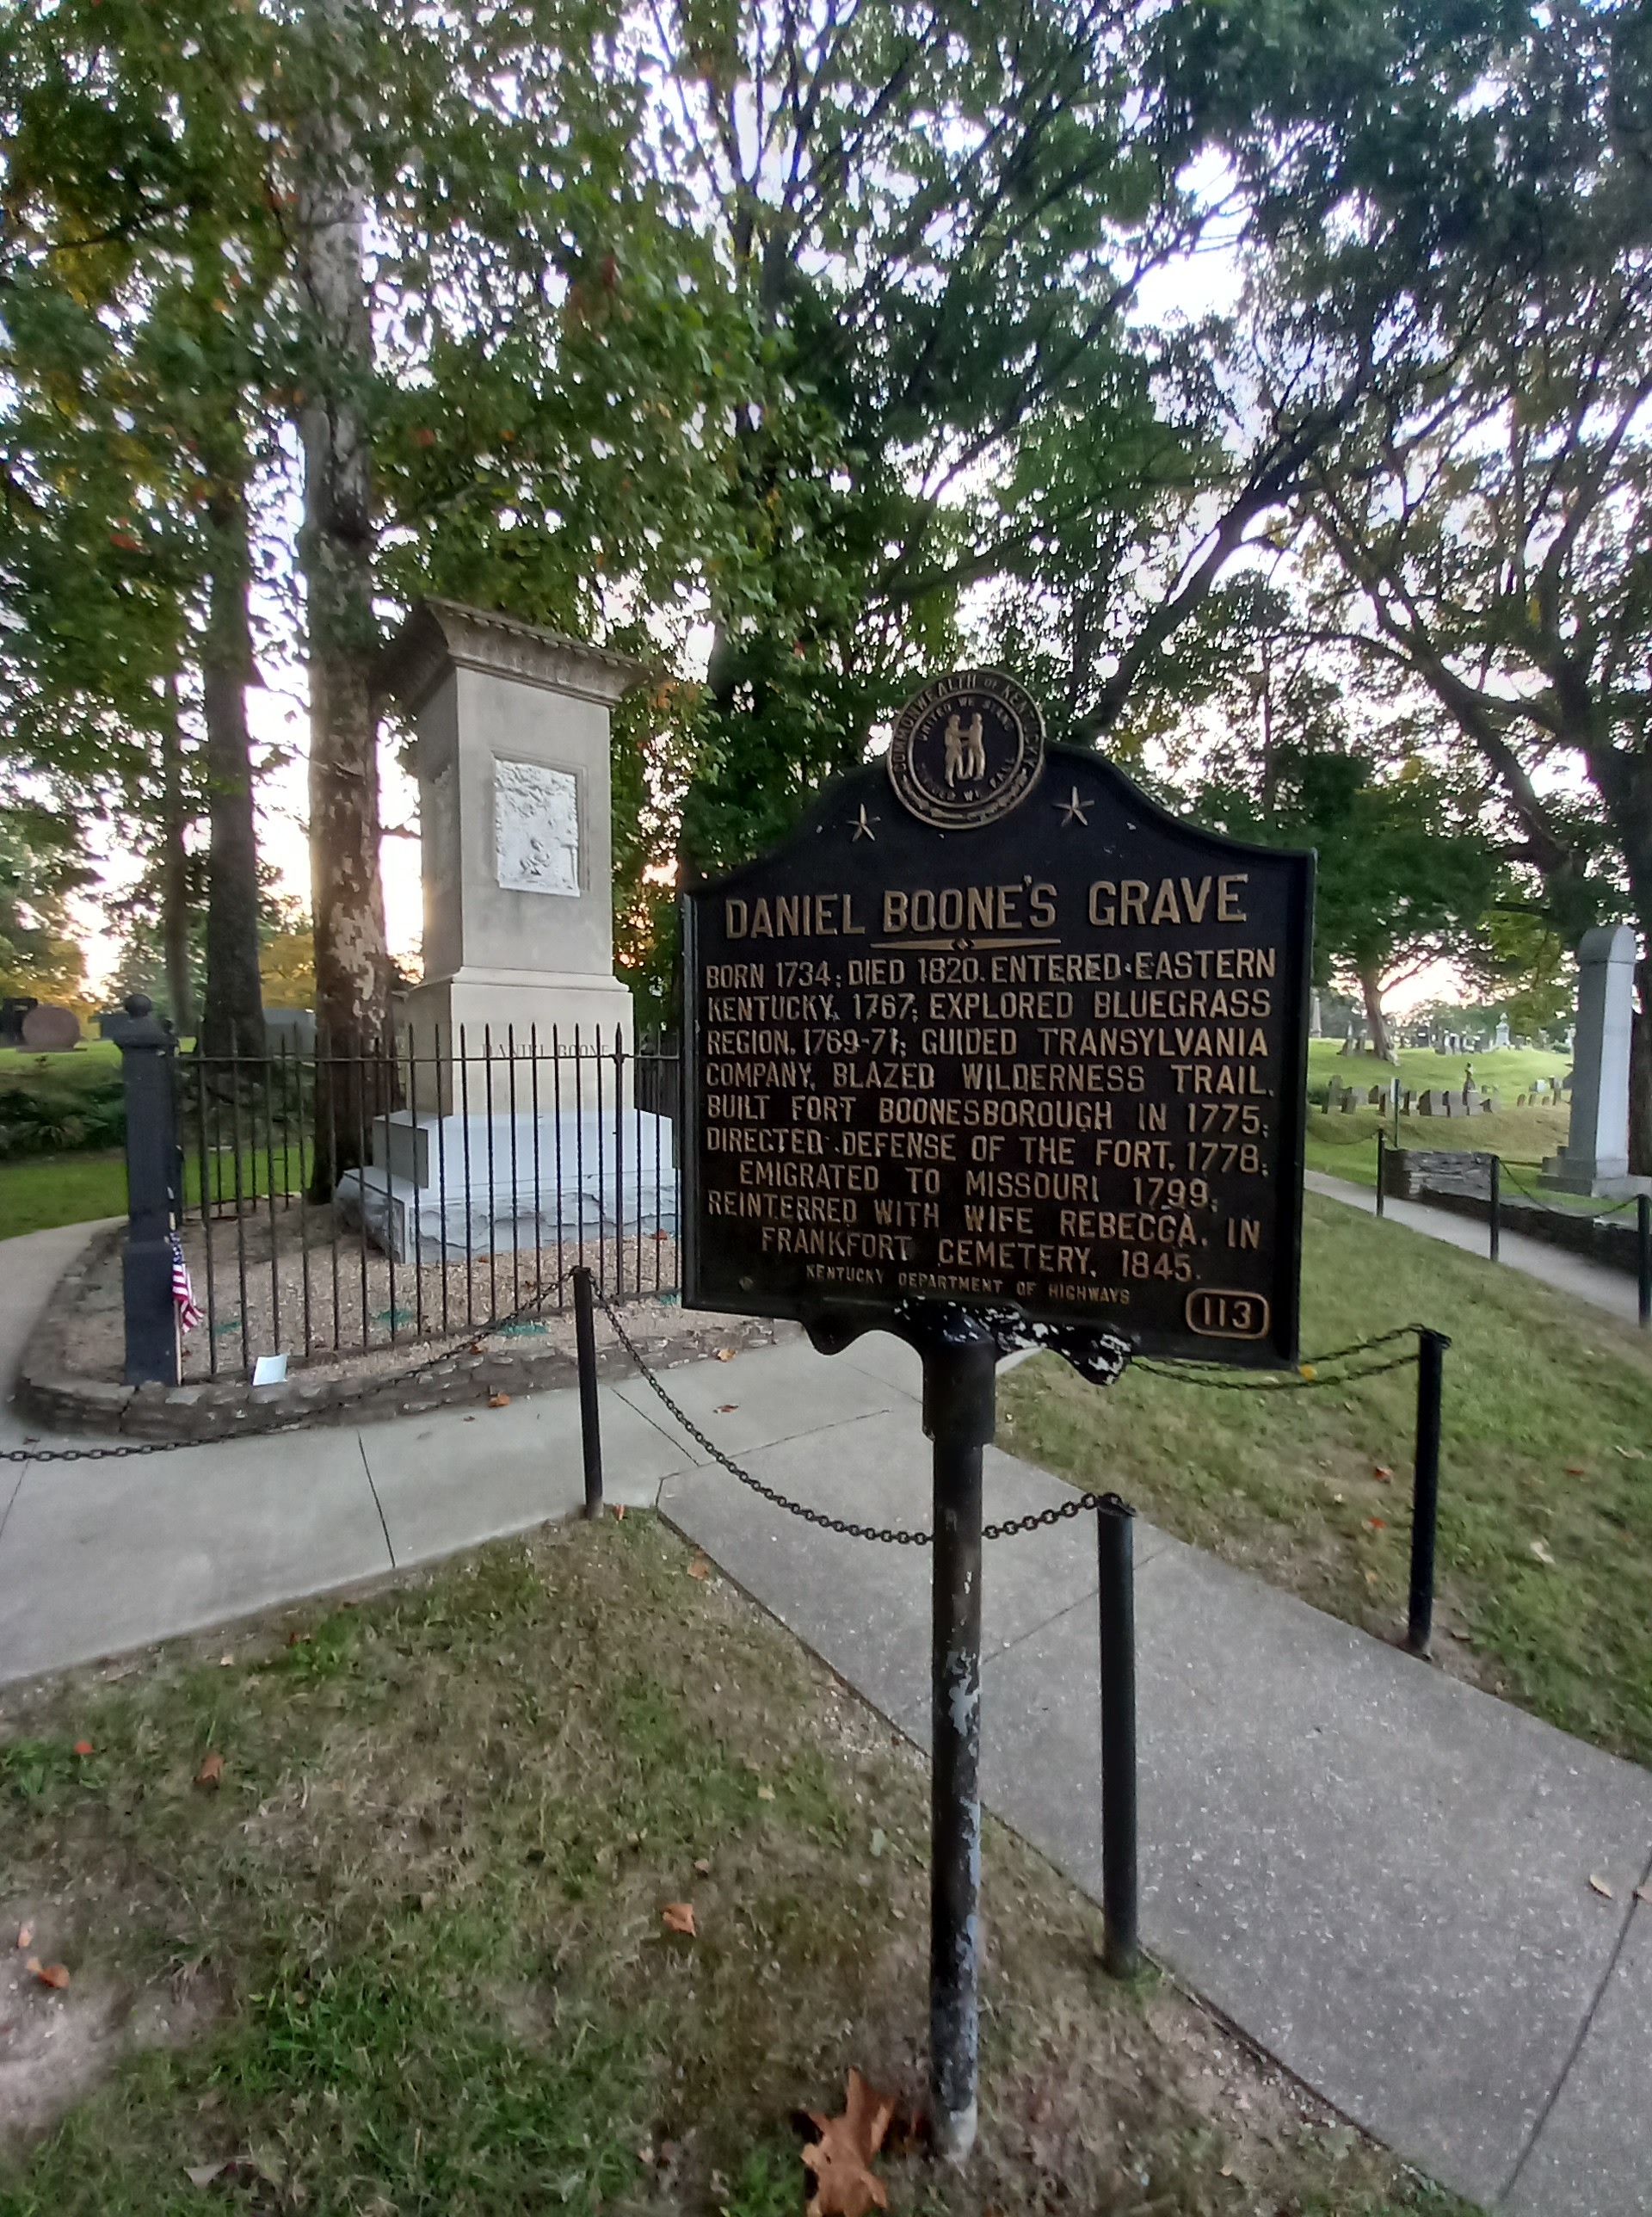 COMMONWEALTH OF KENTUCKY
UNITED WE STAND
DIVIDED WE FALL
DANIEL BOONE'S GRAVE
BORN 1734; DIED 1820. ENTERED EASTERN
KENTUCKY, 1767; EXPLORED BLUEGRASS
REGION, 1769-71; GUIDED TRANSYLVANIA
COMPANY, BLAZED WILDERNESS TRAIL,
BUILT FORT BOONESBOROUGH IN 1775;
DIRECTED DEFENSE OF THE FORT, 1778;
EMIGRATED TO MISSOURI 1799;
REINTERRED WITH WIFE REBECCA, IN
FRANKFORT CEMETERY, 1845.
KENTUCKY DEPARTMENT OF HIGHWAYS
113
DANIEL BOONE